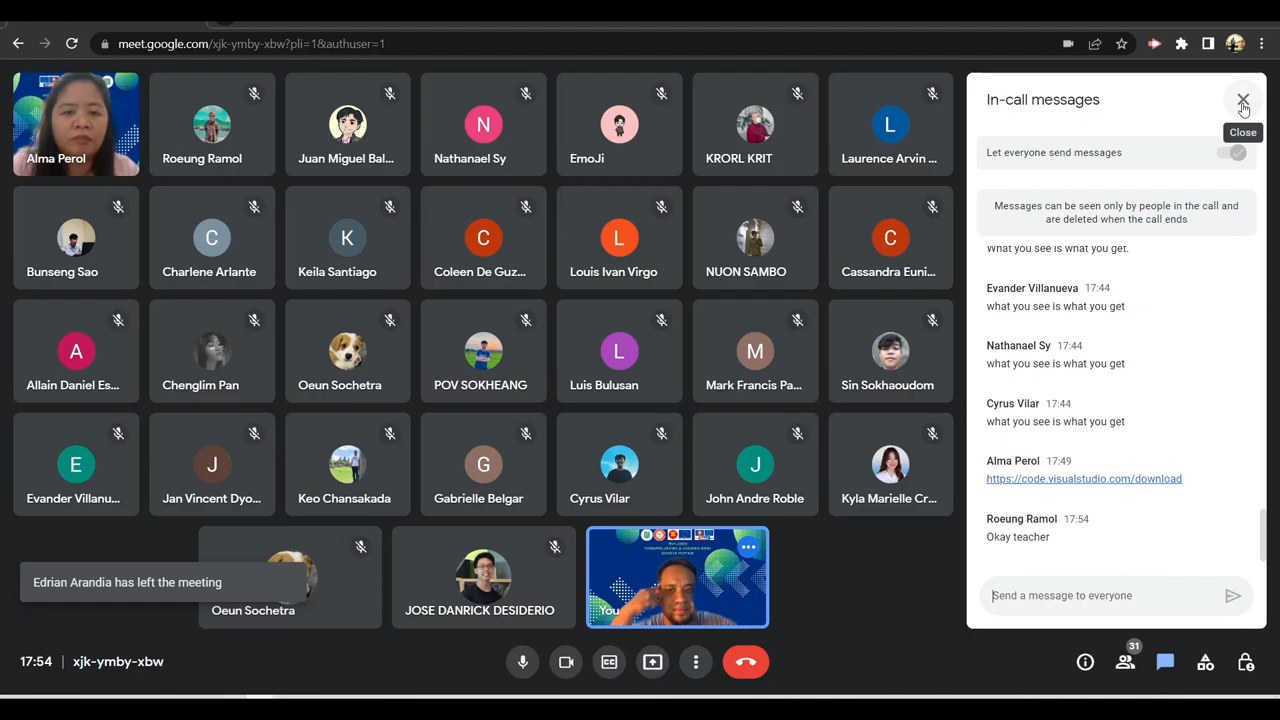 meet.google.com/xjk-ymby-xbw?pli=1&authuser=1
Alma Perol
Roeung Ramol
Juan Miguel Bal...
N
Nathanael Sy
EmoJi
KRORL KRIT
L
Laurence Arvin ...
Bunseng Sao
C
Charlene Arlante
K
Keila Santiago
C
Coleen De Guz...
L
Louis Ivan Virgo
NUON SAMBO
C
Cassandra Euni...
A
Allain Daniel Es...
Chenglim Pan
Oeun Sochetra
POV SOKHEANG
L
Luis Bulusan
M
Mark Francis Pa...
Sin Sokhaoudom
E
Evander Villanu...
J
Jan Vincent Dyo...
Keo Chansakada
G
Gabrielle Belgar
Cyrus Vilar
J
John Andre Roble
Kyla Marielle Cr...
Edrian Arandia has left the meeting
Oeun Sochetra
JOSE DANRICK DESIDERIO
You
17:54 | xjk-ymby-xbw
31
In-call messages
Close
Let everyone send messages
Messages can be seen only by people in the call and
are deleted when the call ends
what you see is what you get.
Evander Villanueva 17:44
what you see is what you get
Nathanael Sy 17:44
what you see is what you get
Cyrus Vilar 17:44
what you see is what you get
Alma Perol 17:49
https://code.visualstudio.com/download
Roeung Ramol 17:54
Okay teacher
Send a message to everyone